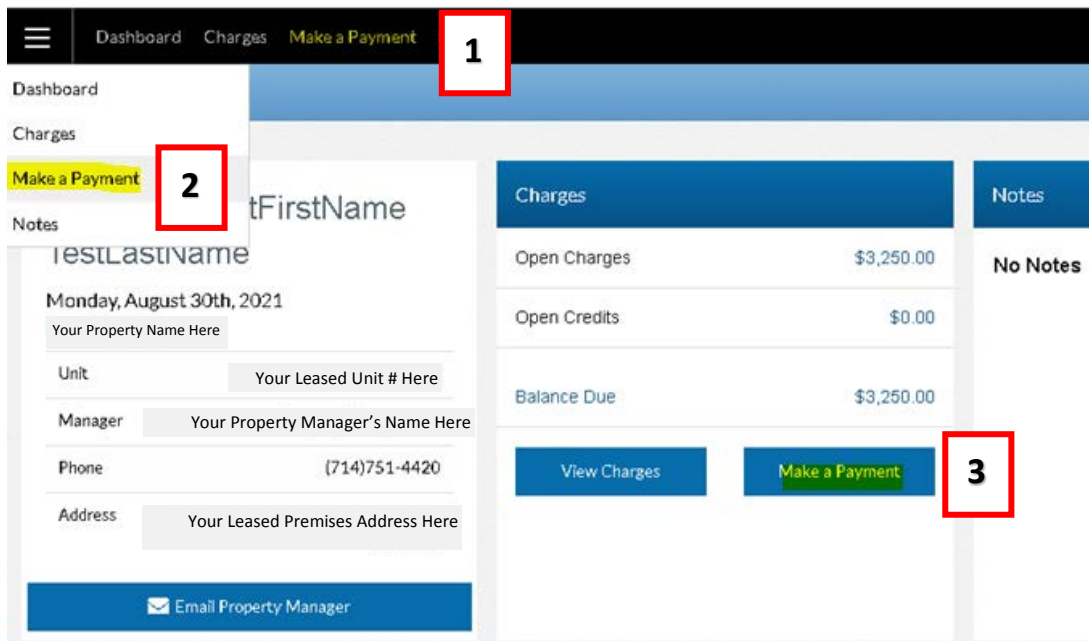 Dashboard Charges Make a Payment
1
Dashboard
Charges
Make a Payment
2
Notes
tFirstName
TestLastName
Monday, August 30th, 2021
Your Property Name Here
Unit Your Leased Unit # Here
Manager Your Property Manager's Name Here
Phone (714)751-4420
Address Your Leased Premises Address Here
Email Property Manager
Charges
Open Charges $3,250.00
Open Credits $0.00
Balance Due $3,250.00
View Charges Make a Payment
3
Notes
No Notes